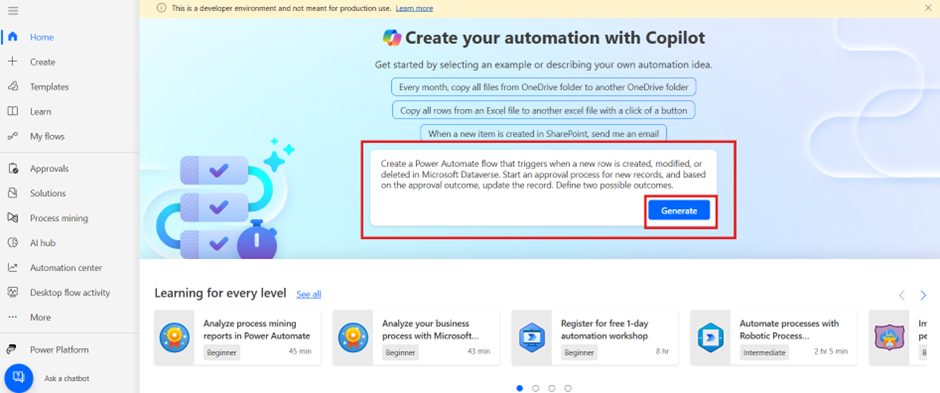 This is a developer environment and not meant for production use. Learn more
Home
Create
Templates
Learn
My flows
Approvals
Solutions
Process mining
AI hub
Automation center
Desktop flow activity
More
Power Platform
Ask a chatbot
Create your automation with Copilot
Get started by selecting an example or describing your own automation idea.
Every month, copy all files from OneDrive folder to another OneDrive folder
Copy all rows from an Excel file to another excel file with a click of a button
When a new item is created in SharePoint, send me an email
Create a Power Automate flow that triggers when a new row is created, modified, or
deleted in Microsoft Dataverse. Start an approval process for new records, and based
on the approval outcome, update the record. Define two possible outcomes.
Generate
Learning for every level See all
Analyze process mining
reports in Power Automate
Beginner 45 min
Analyze your business
process with Microsoft...
Beginner 43 min
Register for free 1-day
automation workshop
Beginner 8 hr
Automate processes with
Robotic Process...
Intermediate 2 hr 5 min